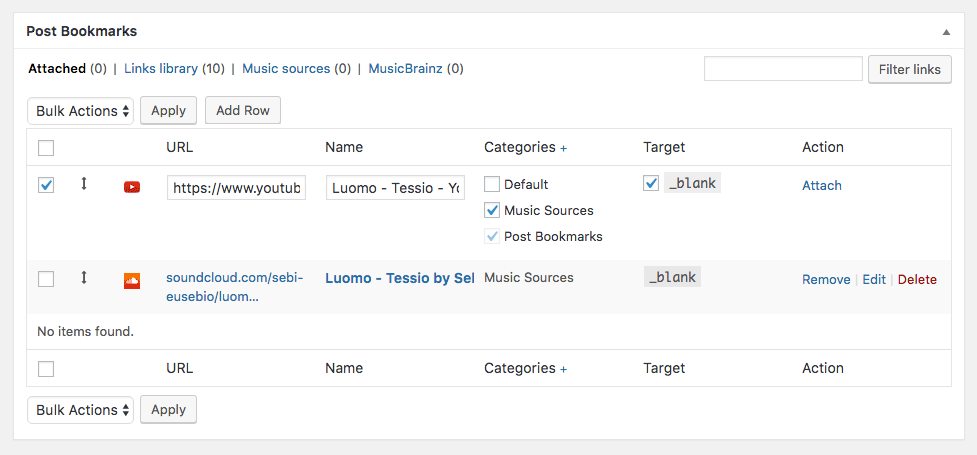 Post Bookmarks
Attached (0) | Links library (10) | Music sources (0) | MusicBrainz (0)
Filter links
Bulk Actions Apply Add Row
URL Name Categories + Target Action
https://www.youtub Luomo - Tessio - Yo Default _blank Attach
Music Sources
Post Bookmarks
soundcloud.com/sebi- Luomo - Tessio by Sel Music Sources _blank Remove | Edit | Delete
eusebio/luom...
No items found.
URL Name Categories + Target Action
Bulk Actions Apply